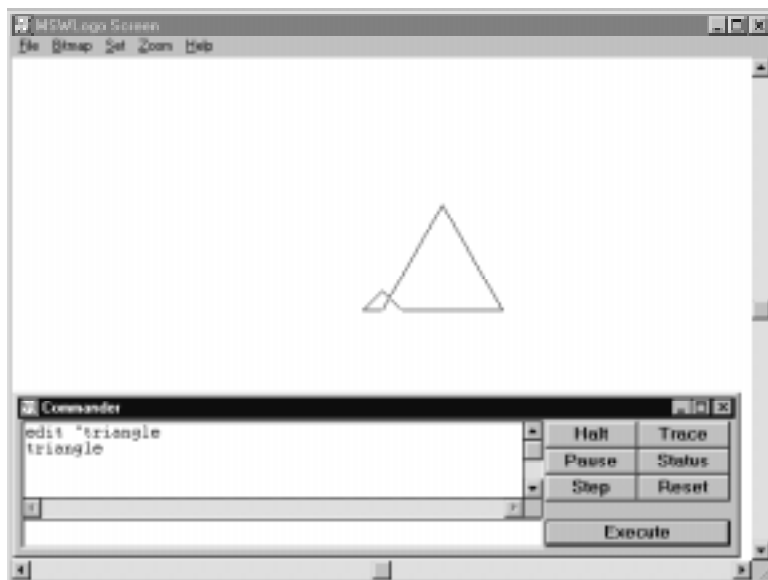 MSWLogo Screen
File Bitmap Set Zoom Help
Commander
edit "triangle
triangle
Halt Trace
Pause Status
Step Reset
Execute